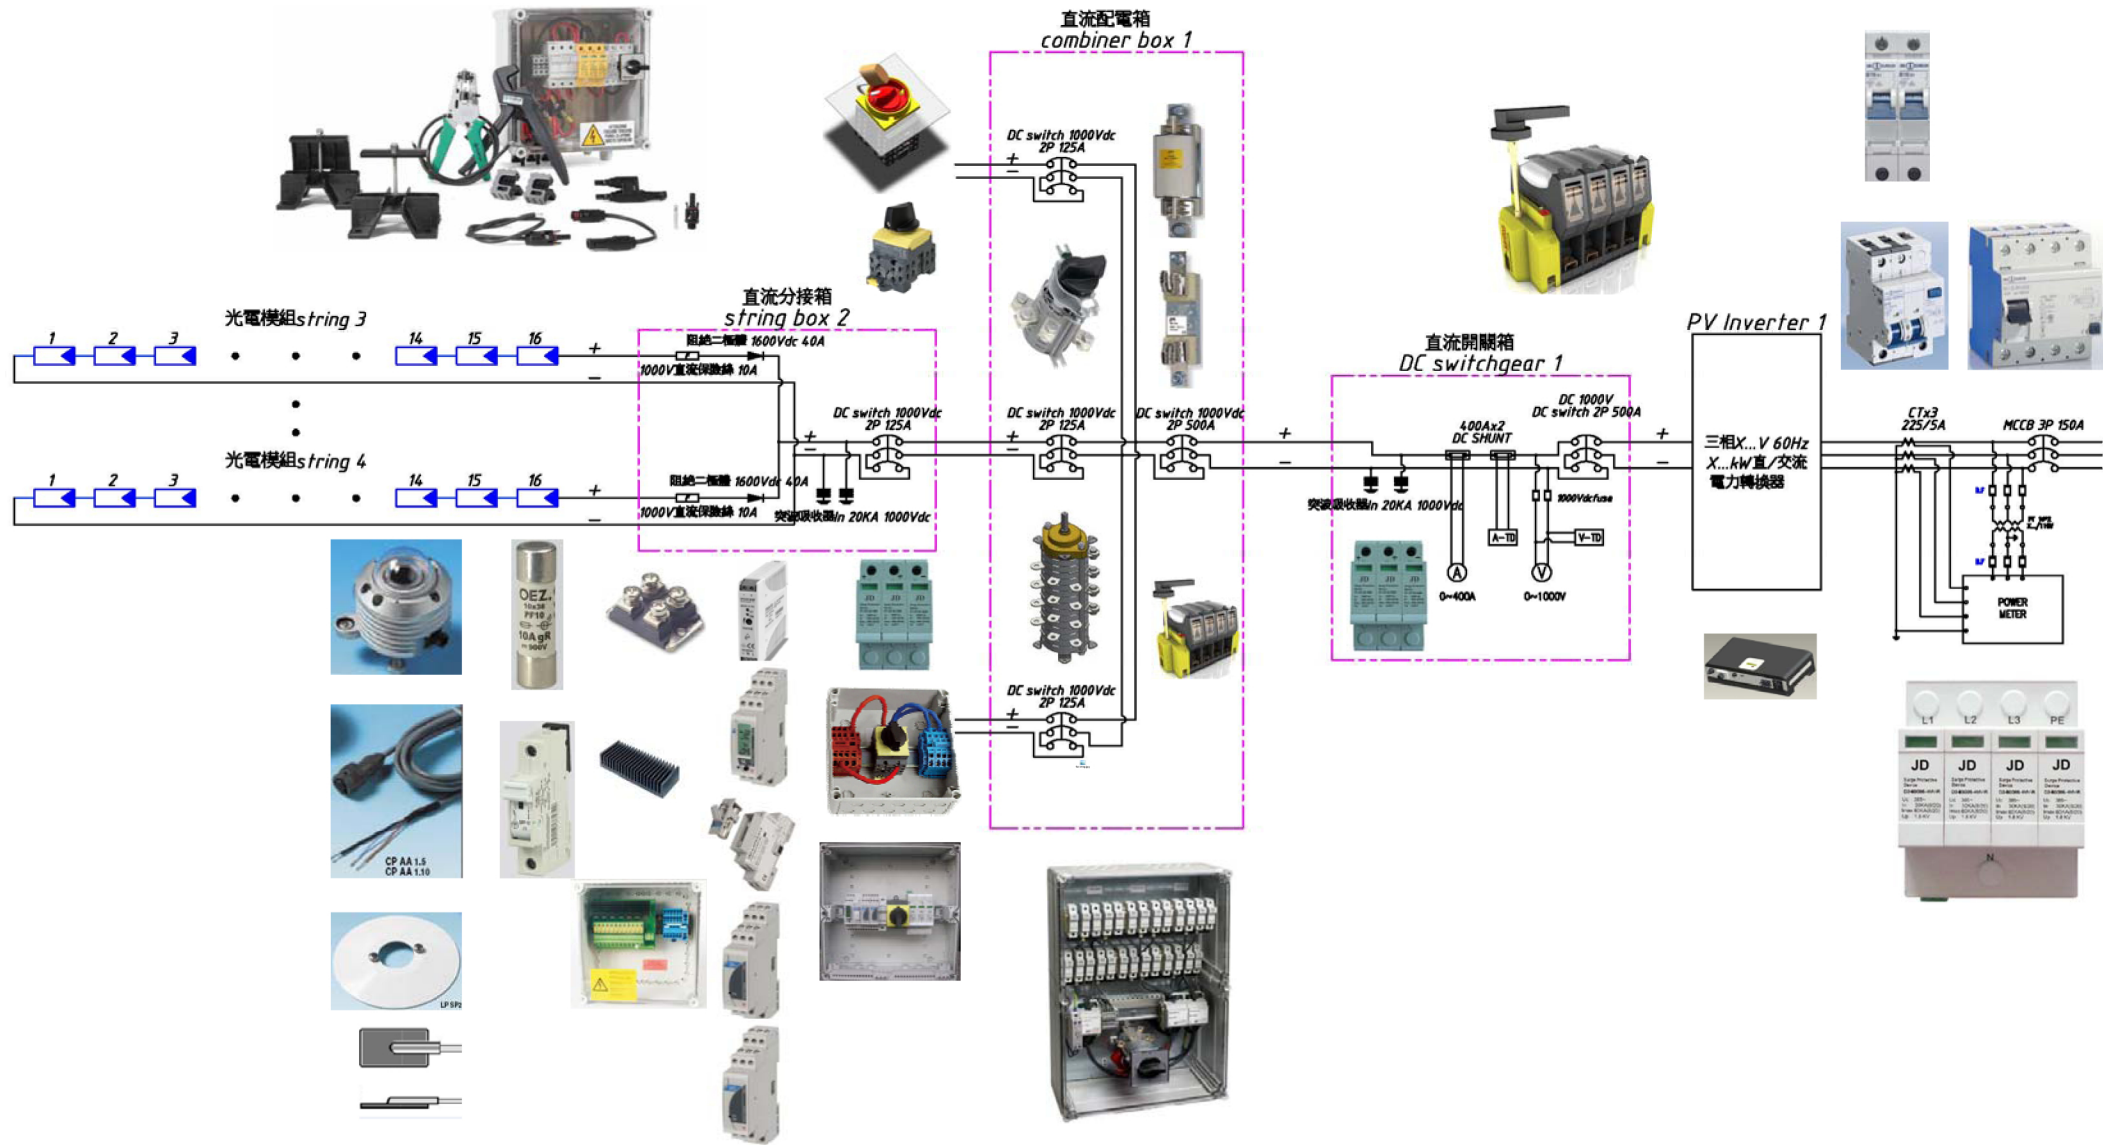 直流配電箱
combiner box 1
DC switch 1000Vdc
2P 125A
+
−
直流分接箱
string box 2
光電模組string 3
1 2 3 14 15 16
+
−
阻絕二極體 1600Vdc 40A
1000V直流保險絲 10A
光電模組string 4
1 2 3 14 15 16
+
−
阻絕二極體 1600Vdc 40A
1000V直流保險絲 10A
+
−
DC switch 1000Vdc
2P 125A
突波吸收器In 20KA 1000Vdc
DC switch 1000Vdc
2P 125A
DC switch 1000Vdc
2P 500A
+
−
DC switch 1000Vdc
2P 125A
+
−
直流開關箱
DC switchgear 1
400Ax2
DC SHUNT
DC 1000V
DC switch 2P 500A
突波吸收器In 20KA 1000Vdc
1000Vdcfuse
A-TD
V-TD
A
0~400A
V
0~1000V
+
−
PV Inverter 1
三相X...V 60Hz
X...kW直/交流
電力轉換器
CTx3
225/5A
MCCB 3P 150A
POWER
METER
OEZ
10x38
PF10
10A gR
CP AA 1.5
CP AA 1.10
LP SP2
JD JD JD
JD JD JD
L1 L2 L3 PE
JD JD JD JD
N